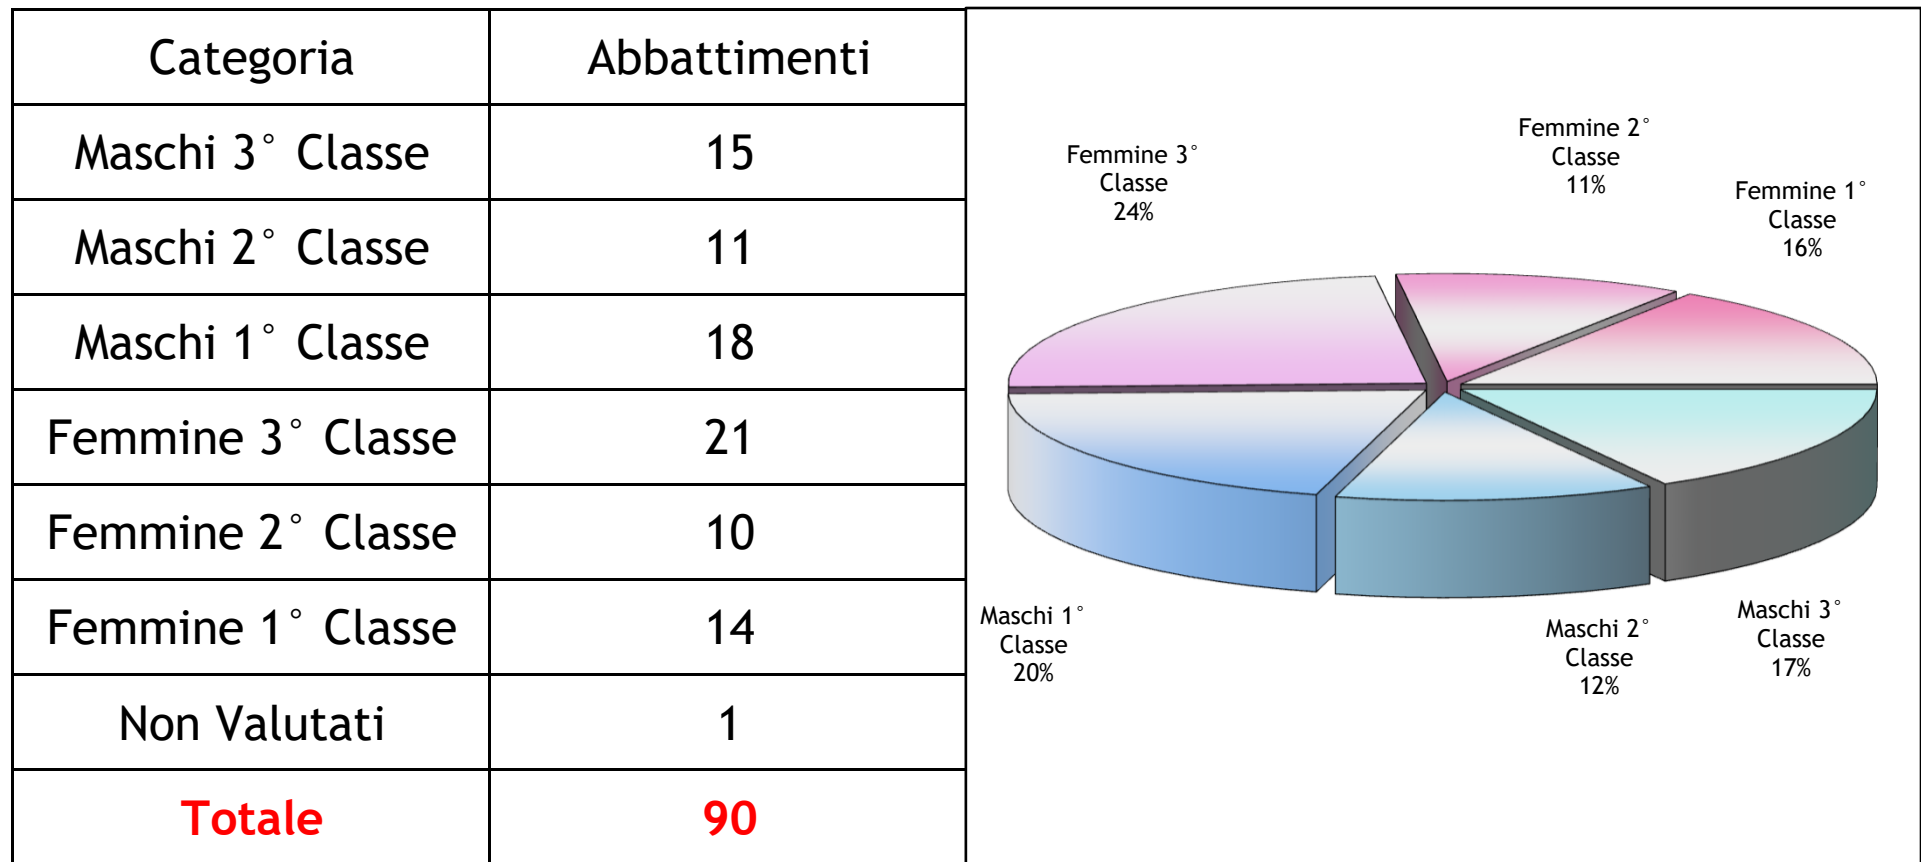 Categoria Abbattimenti
Maschi 3° Classe 15
Maschi 2° Classe 11
Maschi 1° Classe 18
Femmine 3° Classe 21
Femmine 2° Classe 10
Femmine 1° Classe 14
Non Valutati 1
Totale 90
Femmine 3°
Classe
24%
Femmine 2°
Classe
11%
Femmine 1°
Classe
16%
Maschi 1°
Classe
20%
Maschi 2°
Classe
12%
Maschi 3°
Classe
17%